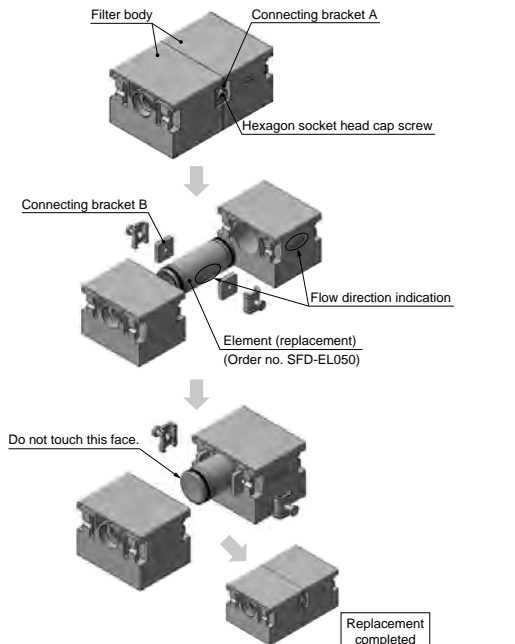 Filter body
Connecting bracket A
Hexagon socket head cap screw
Connecting bracket B
Flow direction indication
Element (replacement)
(Order no. SFD-EL050)
Do not touch this face.
Replacement
completed